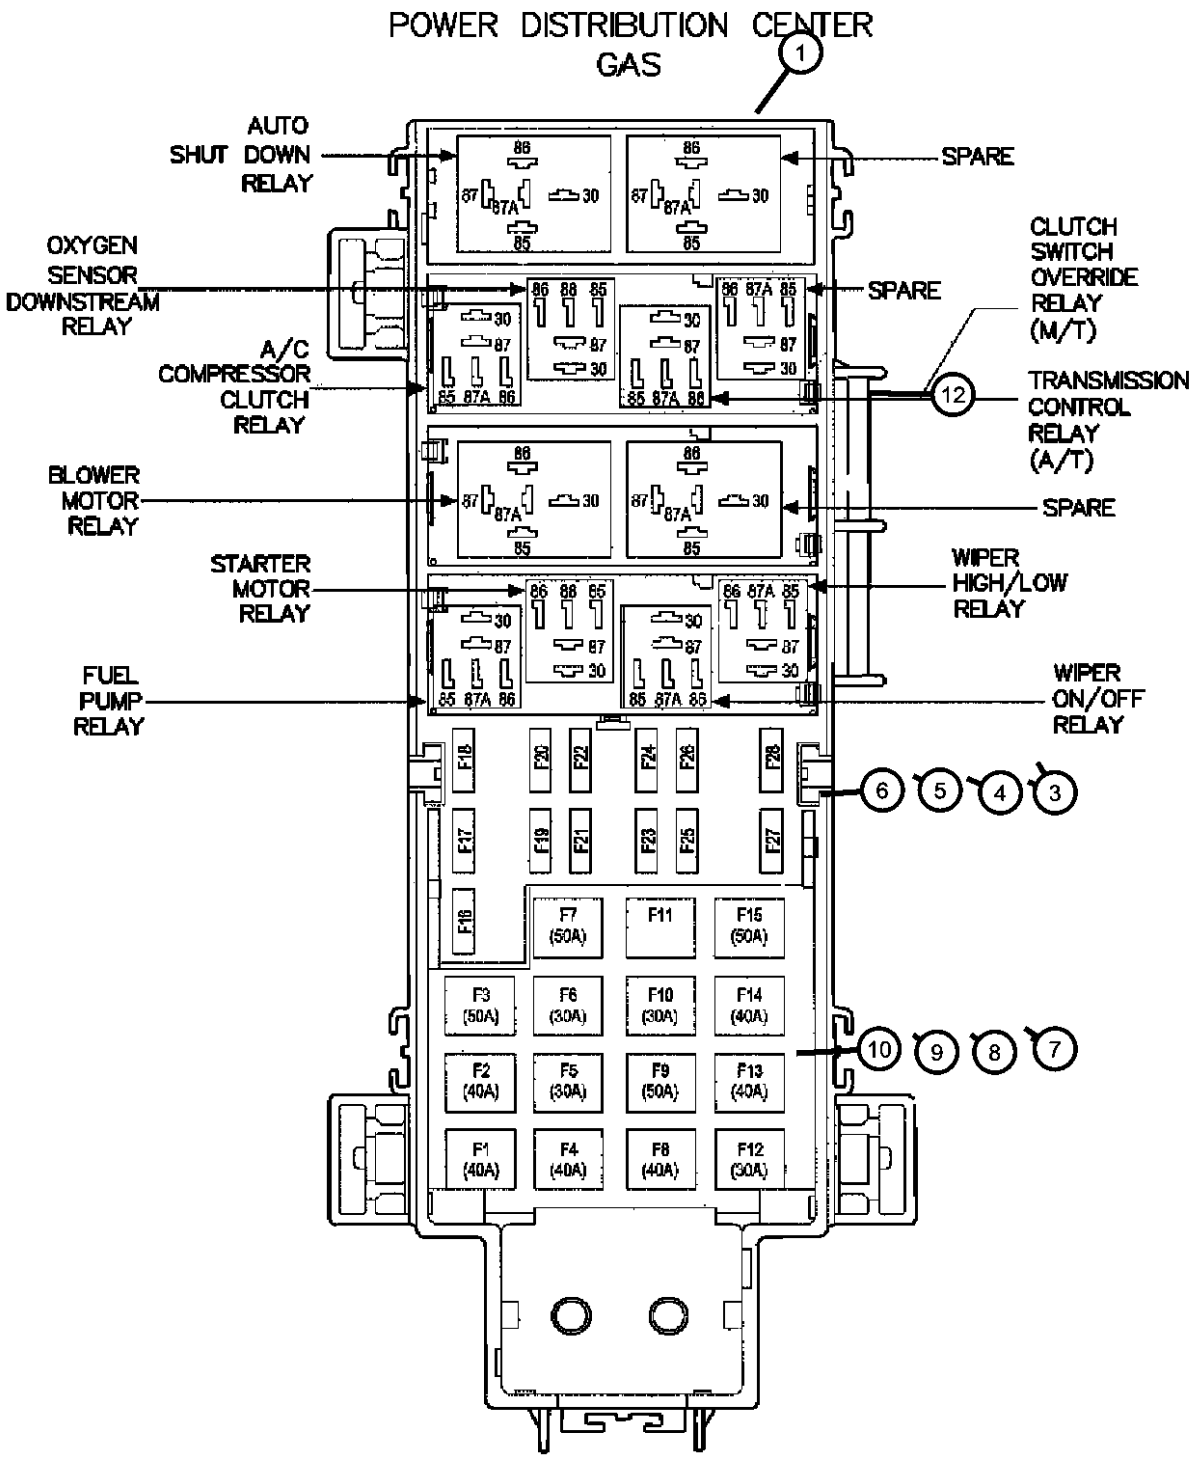 POWER DISTRIBUTION CENTER
GAS
1
AUTO
SHUT DOWN
RELAY
SPARE
86
87
87A
30
85
86
87
87A
30
85
OXYGEN
SENSOR
DOWNSTREAM
RELAY
SPARE
CLUTCH
SWITCH
OVERRIDE
RELAY
(M/T)
86 88 85
87
30
86 87A 85
87
30
30
87
85 87A 86
30
87
85 87A 86
A/C
COMPRESSOR
CLUTCH
RELAY
12
TRANSMISSION
CONTROL
RELAY
(A/T)
BLOWER
MOTOR
RELAY
SPARE
86
87
87A
30
85
86
87
87A
30
85
STARTER
MOTOR
RELAY
WIPER
HIGH/LOW
RELAY
86 88 85
87
30
86 87A 85
87
30
30
87
85 87A 86
30
87
85 87A 86
FUEL
PUMP
RELAY
WIPER
ON/OFF
RELAY
F18 F20 F22 F24 F26 F28
6 5 4 3
F17 F19 F21 F23 F25 F27
F16
F7
(50A)
F11
F15
(50A)
F3
(50A)
F6
(30A)
F10
(30A)
F14
(40A)
10 9 8 7
F2
(40A)
F5
(30A)
F9
(50A)
F13
(40A)
F1
(40A)
F4
(40A)
F8
(40A)
F12
(30A)